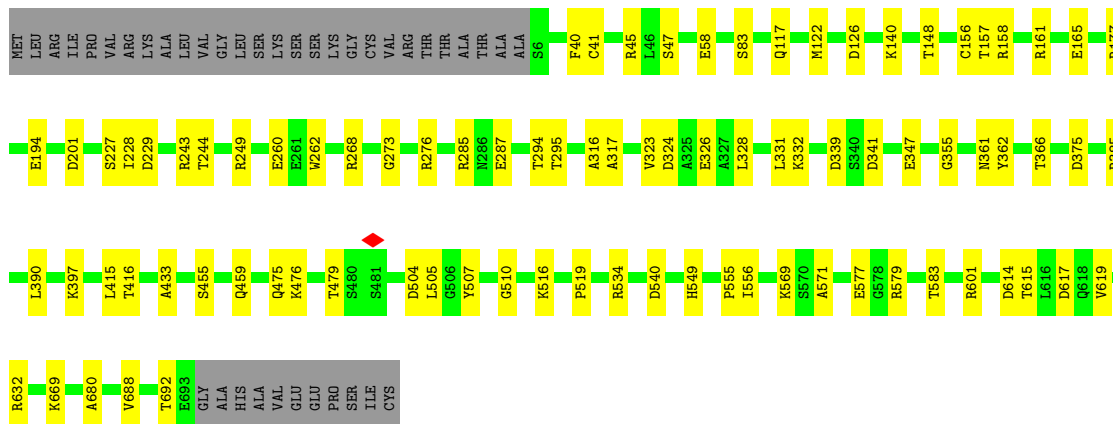 MET LEU ARG ILE PRO VAL ARG LYS ALA LEU VAL GLY LEU SER LYS SER SER LYS GLY CYS VAL ARG THR THR ALA THR ALA ALA S6 F40 C41 R45 L46 S47 E58 S83 Q117 M122 D126 K140 T148 C156 T157 R158 R161 E165
E194 D201 S227 I228 D229 R243 T244 R249 E260 E261 W262 R268 G273 R276 R285 N286 E287 T294 T295 A316 A317 V323 D324 A325 E326 A327 L328 L331 K332 D339 S340 D341 E347 G355 N361 Y362 T366 D375
L390 K397 L415 T416 A433 S455 Q459 Q475 K476 T479 S480 S481 D504 L505 G506 Y507 G510 K516 P519 R534 D540 H549 P555 I556 K569 S570 A571 E577 G578 R579 T583 R601 D614 T615 L616 D617 Q618 V619
R632 K669 A680 V688 T692 E693 GLY ALA HIS ALA VAL GLU GLU PRO SER ILE CYS